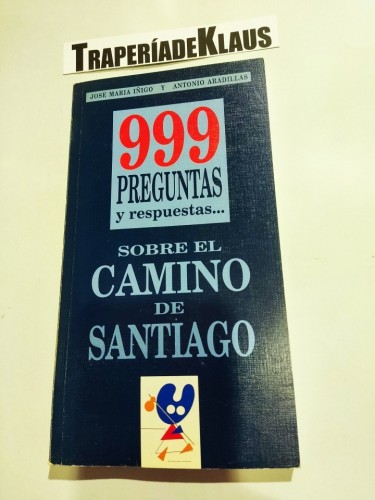 TRAPERÍADEKLAUS
JOSE MARIA IÑIGO Y ANTONIO ARADILLAS
999
PREGUNTAS
y respuestas...
SOBRE EL
CAMINO
DE
SANTIAGO